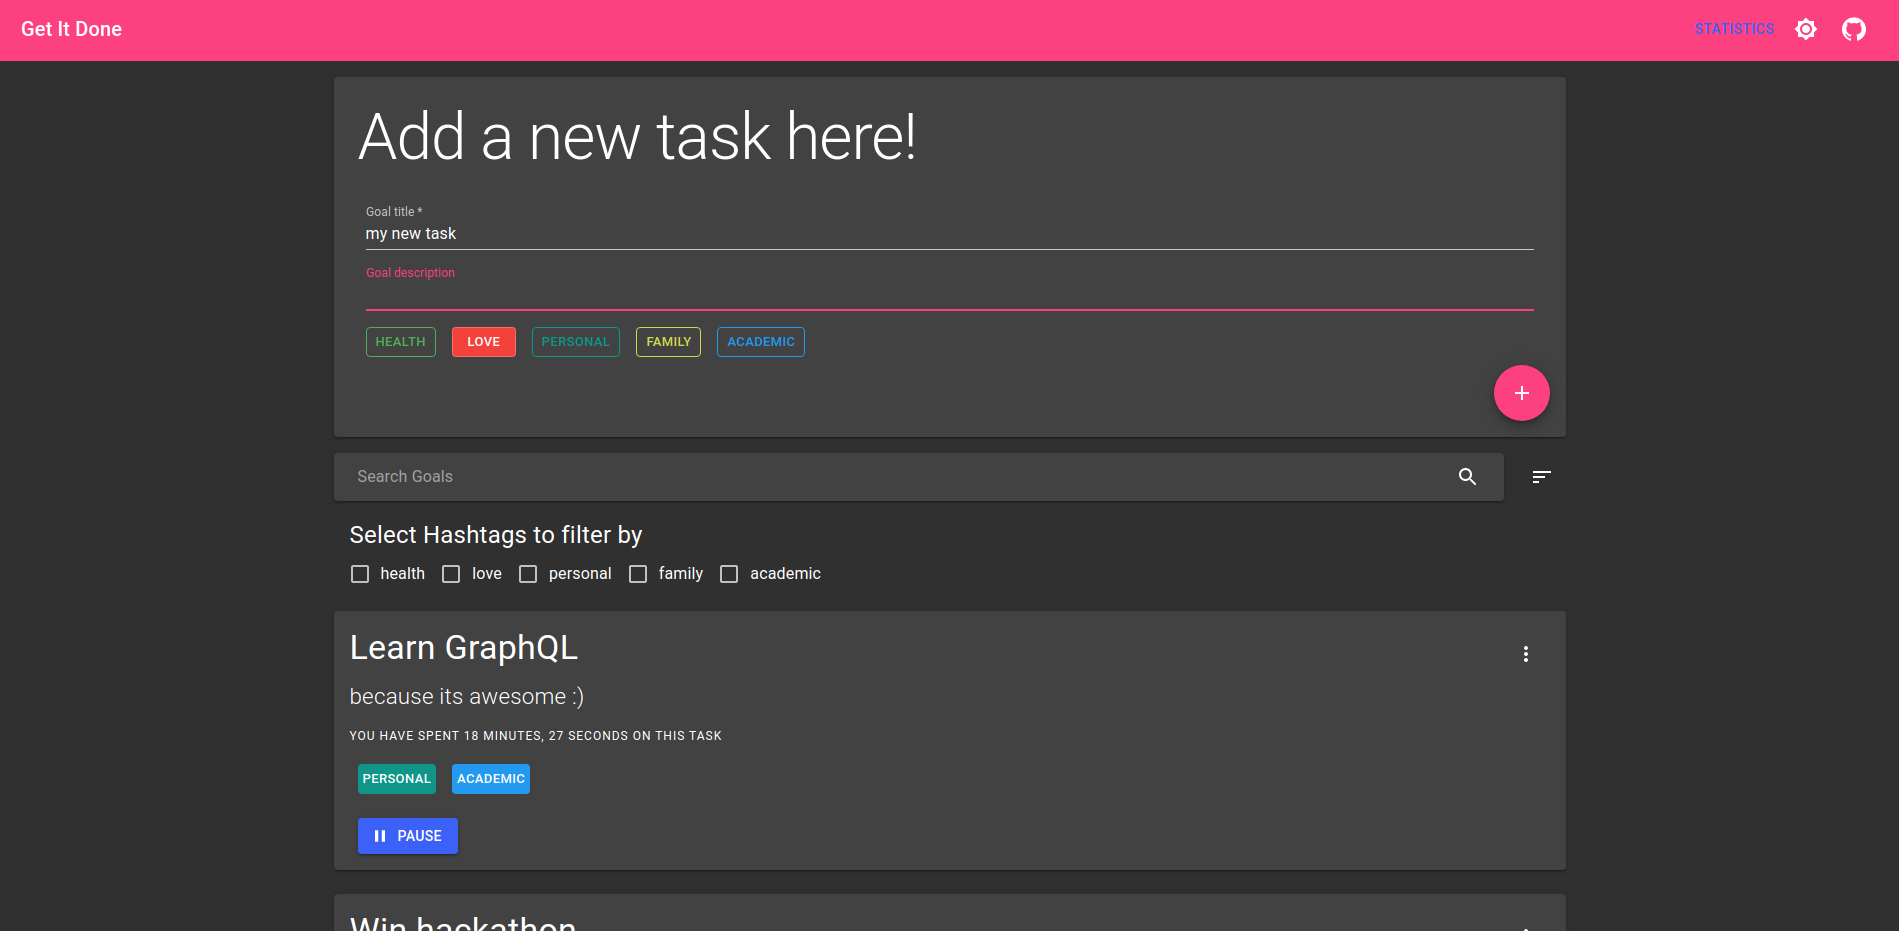 Get It Done
STATISTICS
Add a new task here!
Goal title *
my new task
Goal description
HEALTH LOVE PERSONAL FAMILY ACADEMIC
Search Goals
Select Hashtags to filter by
health love personal family academic
Learn GraphQL
because its awesome :)
YOU HAVE SPENT 18 MINUTES, 27 SECONDS ON THIS TASK
PERSONAL ACADEMIC
PAUSE
Win hackathon